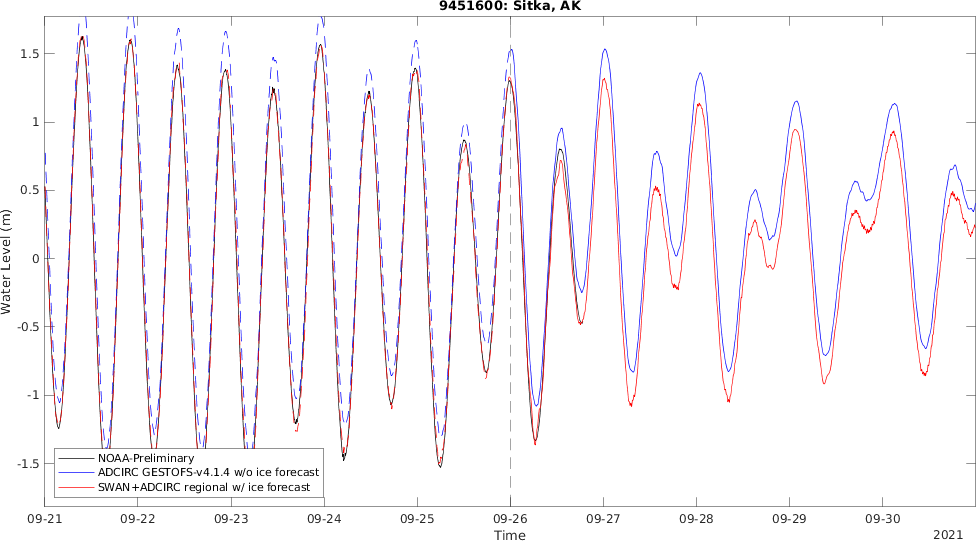 9451600: Sitka, AK
Water Level (m)
1.5
1
0.5
0
-0.5
-1
-1.5
NOAA-Preliminary
ADCIRC GESTOFS-v4.1.4 w/o ice forecast
SWAN+ADCIRC regional w/ ice forecast
09-21 09-22 09-23 09-24 09-25 09-26 09-27 09-28 09-29 09-30
Time
2021